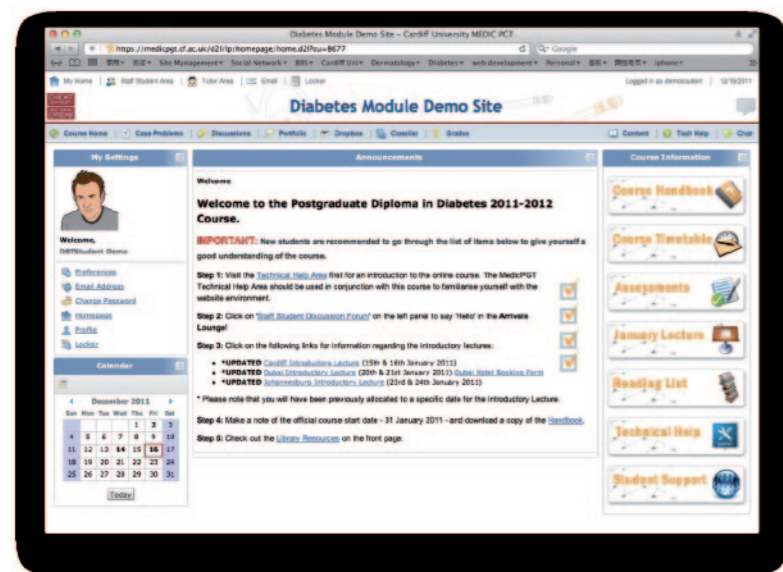 Diabetes Module Demo Site – Cardiff University MEDIC PGT
https://medicpgt.cf.ac.uk/d2l/lp/homepage/home.d2l?ou=8677
Google
Site Management Social Network Cardiff Uni Dermatology Diabetes web development Personal iphone
My Home | Staff Student Area | Tutor Area | Email | Locker
Logged in as demostudent | 12/16/2011
Diabetes Module Demo Site
Course Home | Case Problems | Discussions | Portfolio | Dropbox | Classlist | Grades
Content | Tech Help | Chat
My Settings
Welcome,
DBTStudent Demo
Preferences
Email Address
Change Password
Homepage
Profile
Locker
Calendar
December 2011
Sun Mon Tue Wed Thu Fri Sat
1 2 3
4 5 6 7 8 9 10
11 12 13 14 15 16 17
18 19 20 21 22 23 24
25 26 27 28 29 30 31
Today
Announcements
Welcome
Welcome to the Postgraduate Diploma in Diabetes 2011-2012
Course.
IMPORTANT: New students are recommended to go through the list of items below to give yourself a
good understanding of the course.
Step 1: Visit the Technical Help Area first for an introduction to the online course. The MedicPGT
Technical Help Area should be used in conjunction with this course to familiarise yourself with the
website environment.
Step 2: Click on 'Staff Student Discussion Forum' on the left panel to say 'Hello' in the Arrivals
Lounge!
Step 3: Click on the following links for information regarding the introductory lectures:
• *UPDATED Cardiff Introductory Lecture (15th & 16th January 2011)
• *UPDATED Dubai Introductory Lecture (20th & 21st January 2011) Dubai Hotel Booking Form
• *UPDATED Johannesburg Introductory Lecture (23rd & 24th January 2011)
* Please note that you will have been previously allocated to a specific date for the Introductory Lecture.
Step 4: Make a note of the official course start date - 31 January 2011 - and download a copy of the Handbook.
Step 5: Check out the Library Resources on the front page.
Course Information
Course Handbook
Course Timetable
Assessments
January Lecture
Reading List
Technical Help
Student Support